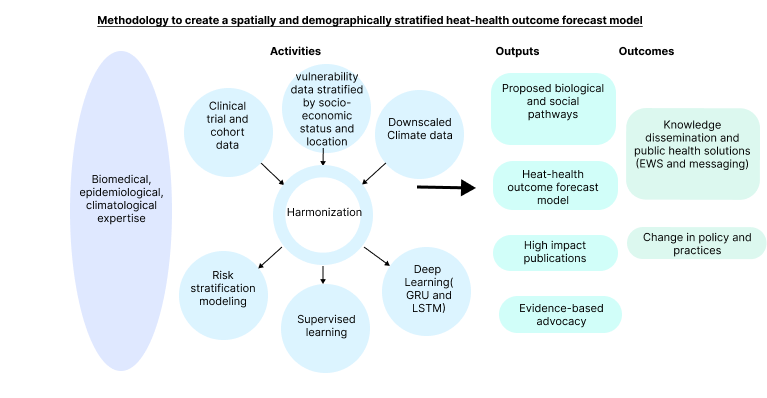 Methodology to create a spatially and demographically stratified heat-health outcome forecast model
Activities
Outputs
Outcomes
Biomedical,
epidemiological,
climatological
expertise
Clinical
trial and
cohort
data
vulnerability
data stratified
by socio-
economic
status and
location
Downscaled
Climate data
Harmonization
Risk
stratification
modeling
Supervised
learning
Deep
Learning(
GRU and
LSTM)
Proposed biological
and social
pathways
Heat-health
outcome forecast
model
High impact
publications
Evidence-based
advocacy
Knowledge
dissemination and
public health solutions
(EWS and messaging)
Change in policy and
practices